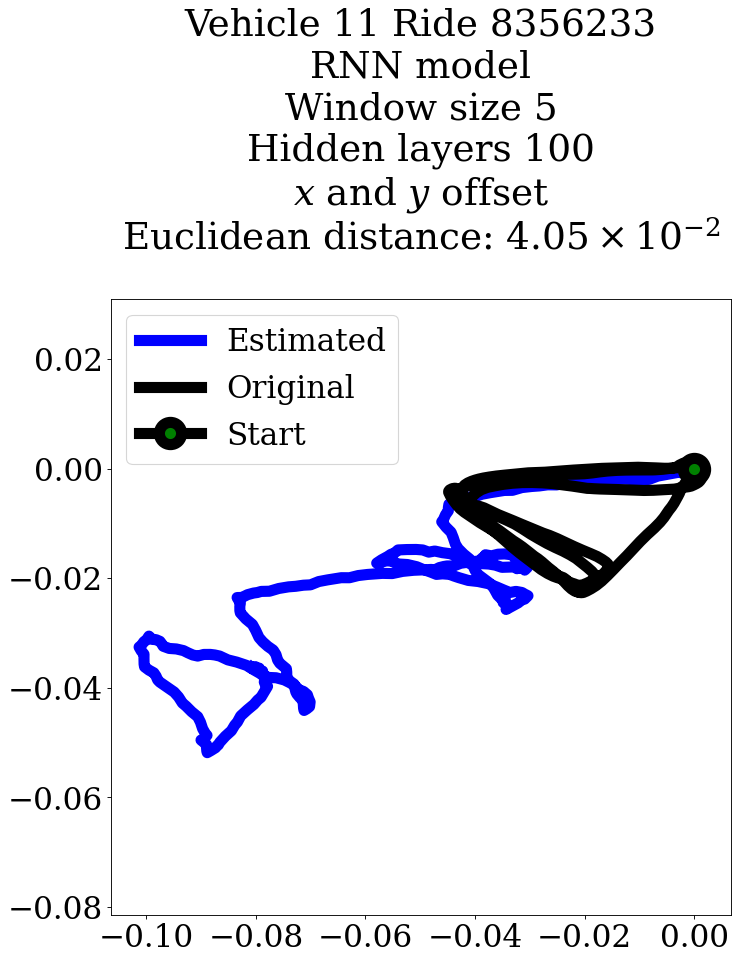 Vehicle 11 Ride 8356233
RNN model
Window size 5
Hidden layers 100
x and y offset
Euclidean distance: 4.05 × 10⁻²
Estimated
Original
Start
0.02
0.00
−0.02
−0.04
−0.06
−0.08
−0.10 −0.08 −0.06 −0.04 −0.02 0.00